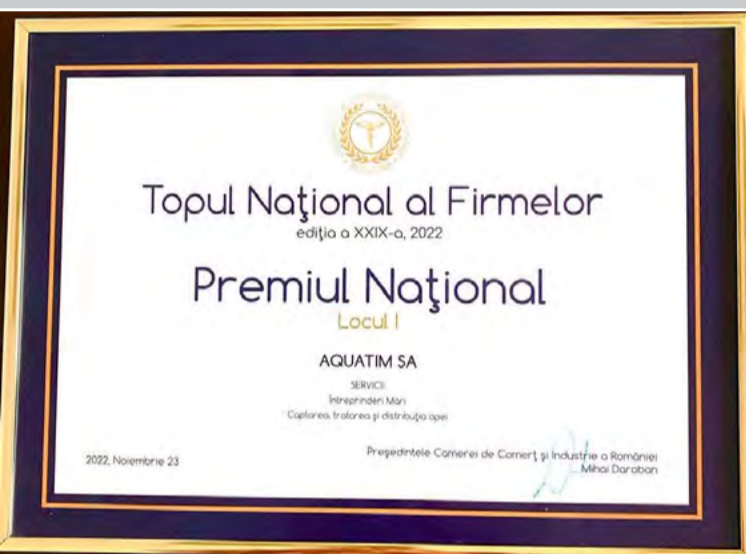 Topul Naţional al Firmelor
ediţia a XXIX-a, 2022
Premiul Naţional
Locul I
AQUATIM SA
SERVICII
Întreprinderi Mari
Captarea, tratarea şi distribuţia apei
2022, Noiembrie 23
Preşedintele Camerei de Comerţ şi Industrie a României
Mihai Daraban